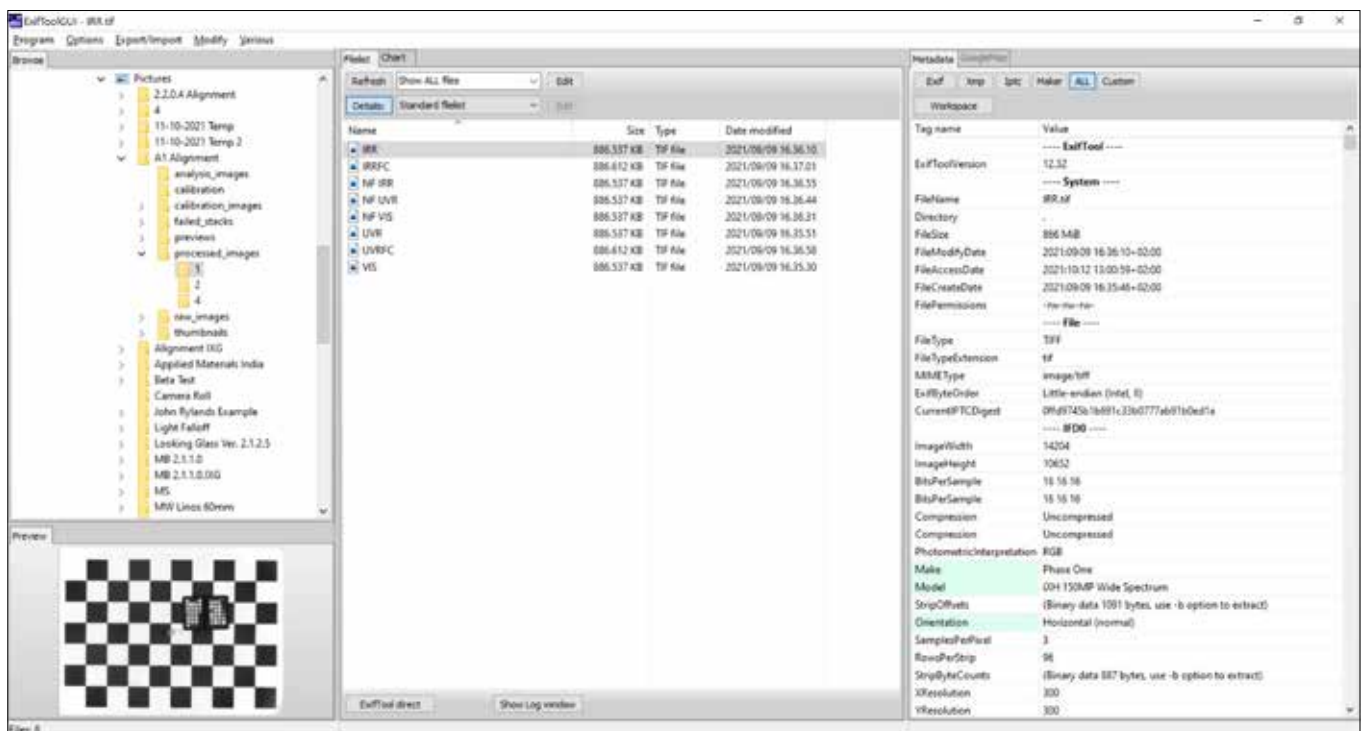 ExifToolGUI - IRR.tif
Program Options Export/Import Modify Various
Browse
Pictures
2.2.0.4 Alignment
4
11-10-2021 Temp
11-10-2021 Temp 2
A1 Alignment
analysis_images
calibration
calibration_images
failed_stacks
previews
processed_images
1
2
4
raw_images
thumbnails
Alignment IXG
Applied Materials India
Beta Test
Camera Roll
John Rylands Example
Light Falloff
Looking Glass Ver. 2.1.2.5
MB 2.1.1.0
MB 2.1.1.0.IXG
MS
MW Linos 60mm
Preview
Filelist Chart
Refresh Show ALL files Edit
Details: Standard filelist Edit
Name Size Type Date modified
IRR 886.537 KB TIF file 2021/09/09 16.36.10
IRRFC 886.612 KB TIF file 2021/09/09 16.37.01
NF IRR 886.537 KB TIF file 2021/09/09 16.36.55
NF UVR 886.537 KB TIF file 2021/09/09 16.36.44
NF VIS 886.537 KB TIF file 2021/09/09 16.36.31
UVR 886.537 KB TIF file 2021/09/09 16.35.51
UVRFC 886.612 KB TIF file 2021/09/09 16.36.58
VIS 886.537 KB TIF file 2021/09/09 16.35.30
ExifTool direct Show Log window
Metadata GoogleMap
Exif Xmp Iptc Maker ALL Custom
Workspace
Tag name Value
---- ExifTool ----
ExifToolVersion 12.32
---- System ----
FileName IRR.tif
Directory .
FileSize 866 MiB
FileModifyDate 2021:09:09 16:36:10+02:00
FileAccessDate 2021:10:12 13:00:59+02:00
FileCreateDate 2021:09:09 16:35:46+02:00
FilePermissions -rw-rw-rw-
---- File ----
FileType TIFF
FileTypeExtension tif
MIMEType image/tiff
ExifByteOrder Little-endian (Intel, II)
CurrentIPTCDigest
---- IFD0 ----
ImageWidth 14204
ImageHeight 10652
BitsPerSample 16 16 16
BitsPerSample 16 16 16
Compression Uncompressed
Compression Uncompressed
PhotometricInterpretation RGB
Make Phase One
Model iXH 150MP Wide Spectrum
StripOffsets (Binary data 1091 bytes, use -b option to extract)
Orientation Horizontal (normal)
SamplesPerPixel 3
RowsPerStrip 96
StripByteCounts (Binary data 887 bytes, use -b option to extract)
XResolution 300
YResolution 300
Files: 8